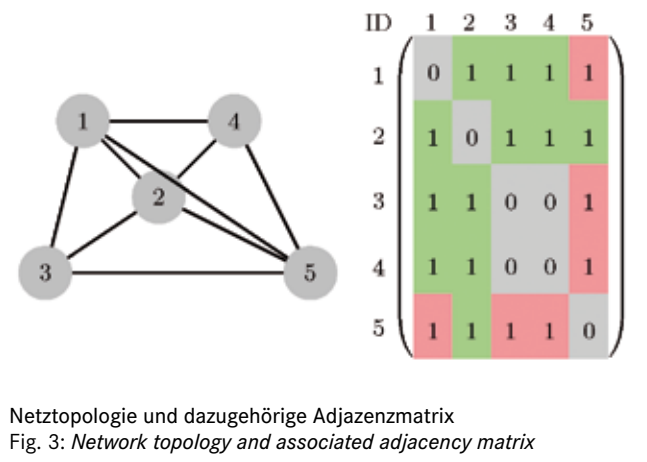 ID 1 2 3 4 5
1 0 1 1 1 1
2 1 0 1 1 1
3 1 1 0 0 1
4 1 1 0 0 1
5 1 1 1 1 0
1 4
2
3 5
Netztopologie und dazugehörige Adjazenzmatrix
Fig. 3: Network topology and associated adjacency matrix